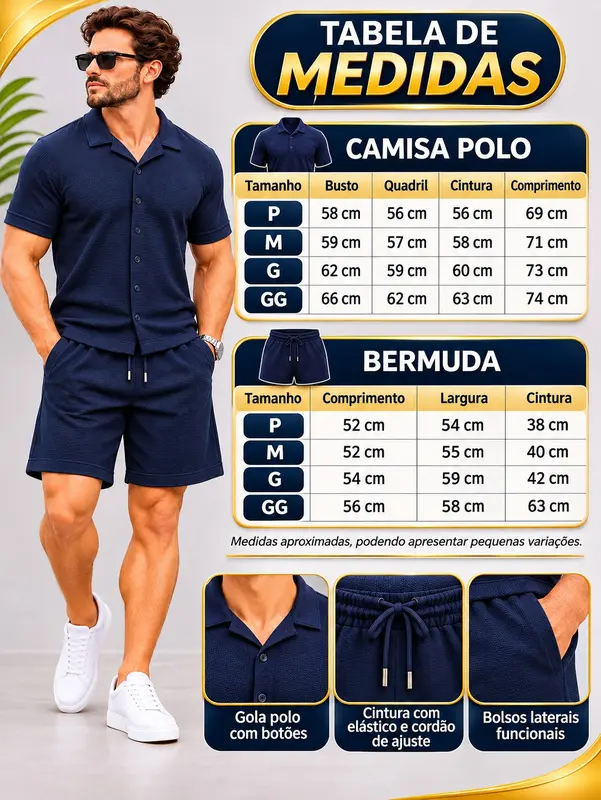 TABELA DE
MEDIDAS
CAMISA POLO
Tamanho Busto Quadril Cintura Comprimento
P 58 cm 56 cm 56 cm 69 cm
M 59 cm 57 cm 58 cm 71 cm
G 62 cm 59 cm 60 cm 73 cm
GG 66 cm 62 cm 63 cm 74 cm
BERMUDA
Tamanho Comprimento Largura Cintura
P 52 cm 54 cm 38 cm
M 52 cm 55 cm 40 cm
G 54 cm 59 cm 42 cm
GG 56 cm 58 cm 63 cm
Medidas aproximadas, podendo apresentar pequenas variações.
Gola polo
com botões
Cintura com
elástico e cordão
de ajuste
Bolsos laterais
funcionais